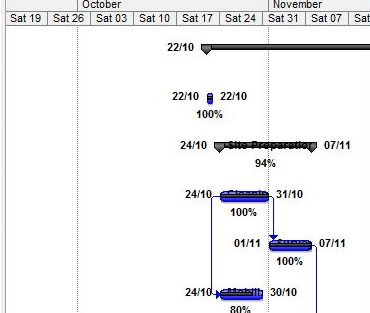 October November
Sat 19 Sat 26 Sat 03 Sat 10 Sat 17 Sat 24 Sat 31 Sat 07 Sat
22/10
22/10 22/10
100%
24/10 Site Preparation 07/11
94%
24/10 31/10
100%
01/11 Survey 07/11
100%
24/10 30/10
80%